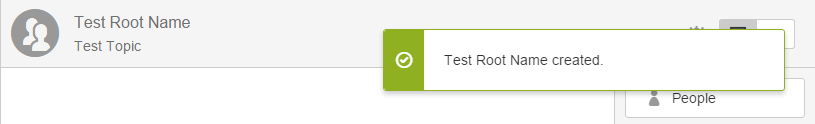 Test Root Name
Test Topic
Test Root Name created.
People